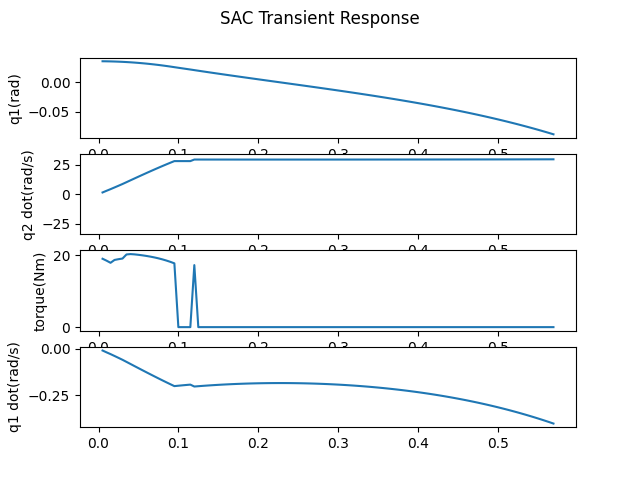 SAC Transient Response
q1(rad)
0.00
−0.05
0.0 0.1 0.2 0.3 0.4 0.5
q2 dot(rad/s)
25
0
−25
0.0 0.1 0.2 0.3 0.4 0.5
torque(Nm)
20
0
0.0 0.1 0.2 0.3 0.4 0.5
q1 dot(rad/s)
0.00
−0.25
0.0 0.1 0.2 0.3 0.4 0.5